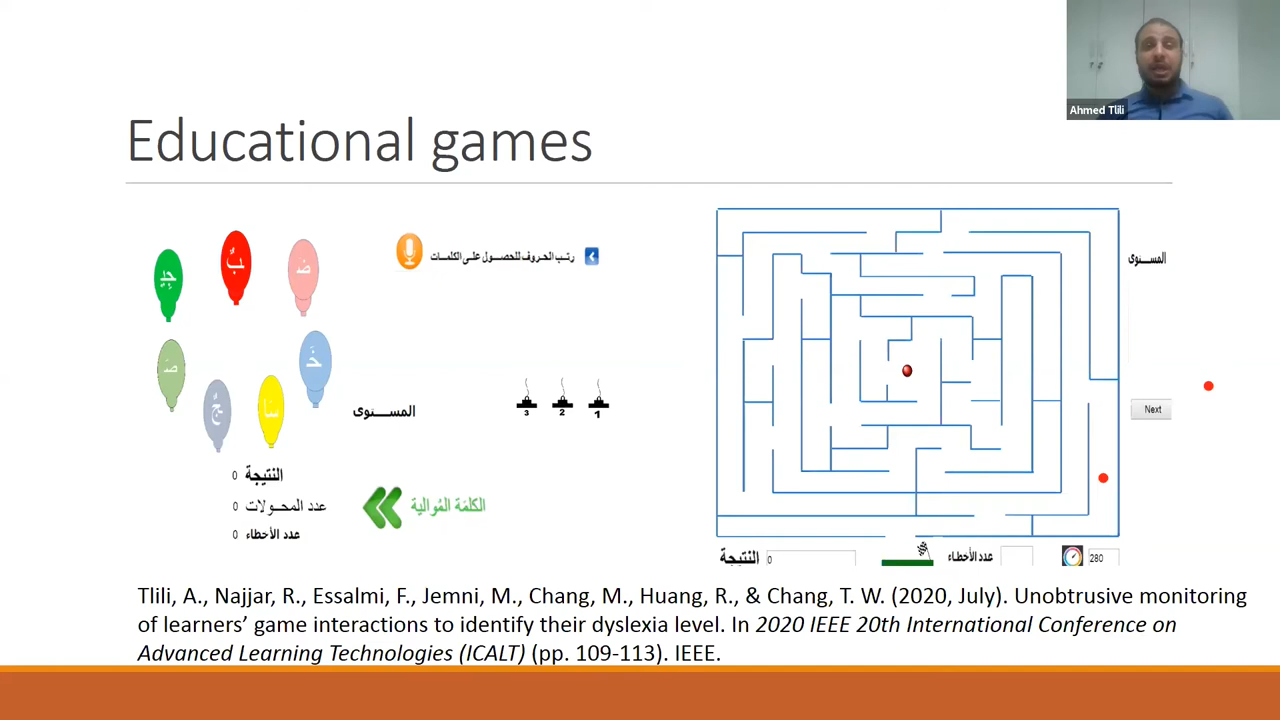 Ahmed Tlili
Educational games
رتب الحروف للحصول على الكلمات
جِيدُ
بٌ
ضَ
المستوى
صَ
خَ
جٌ
سَنا
المستوى
3 2 1
Next
0 النتيجة
0 عدد المحولات
الكلمة الموالية
0 عدد الأخطاء
النتيجة 0
عدد الأخطاء
280
Tlili, A., Najjar, R., Essalmi, F., Jemni, M., Chang, M., Huang, R., & Chang, T. W. (2020, July). Unobtrusive monitoring
of learners’ game interactions to identify their dyslexia level. In 2020 IEEE 20th International Conference on
Advanced Learning Technologies (ICALT) (pp. 109-113). IEEE.